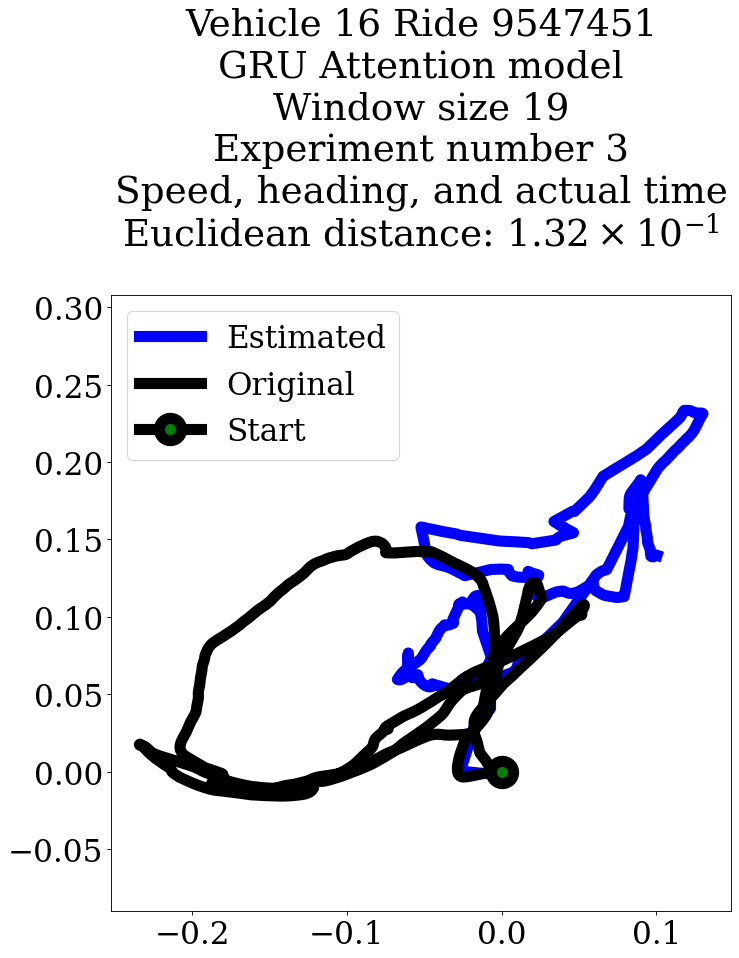 Vehicle 16 Ride 9547451
GRU Attention model
Window size 19
Experiment number 3
Speed, heading, and actual time
Euclidean distance: 1.32 × 10⁻¹
Estimated
Original
Start
0.30
0.25
0.20
0.15
0.10
0.05
0.00
−0.05
−0.2
−0.1
0.0
0.1